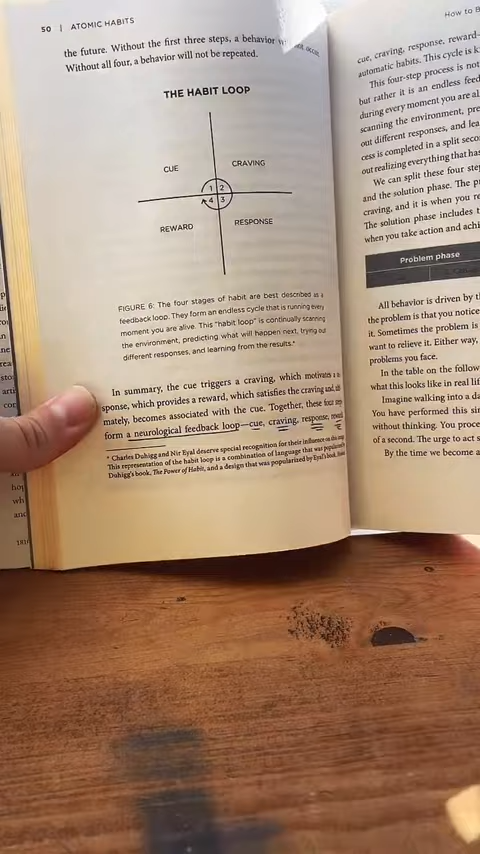 50 | ATOMIC HABITS
the future. Without the first three steps, a behavior will not occur.
Without all four, a behavior will not be repeated.
THE HABIT LOOP
CUE
CRAVING
1 2
4 3
REWARD
RESPONSE
FIGURE 6: The four stages of habit are best described as a
feedback loop. They form an endless cycle that is running every
moment you are alive. This "habit loop" is continually scanning
the environment, predicting what will happen next, trying out
different responses, and learning from the results.*
In summary, the cue triggers a craving, which motivates a re-
sponse, which provides a reward, which satisfies the craving and, ulti-
mately, becomes associated with the cue. Together, these four steps
form a neurological feedback loop—cue, craving, response, reward
* Charles Duhigg and Nir Eyal deserve special recognition for their influence on this
This representation of the habit loop is a combination of language that was popularized
Duhigg's book, The Power of Habit, and a design that was popularized by Eyal's book,
How to B
cue, craving, response, reward—
automatic habits. This cycle is k
This four-step process is not
but rather it is an endless feed
during every moment you are al
scanning the environment, pre
out different responses, and lea
cess is completed in a split seco
out realizing everything that has
We can split these four ste
and the solution phase. The p
craving, and it is when you re
The solution phase includes t
when you take action and achi
Problem phase
All behavior is driven by t
the problem is that you notice
it. Sometimes the problem is
want to relieve it. Either way,
problems you face.
In the table on the follow
what this looks like in real lif
Imagine walking into a da
You have performed this si
without thinking. You proce
of a second. The urge to act s
By the time we become a